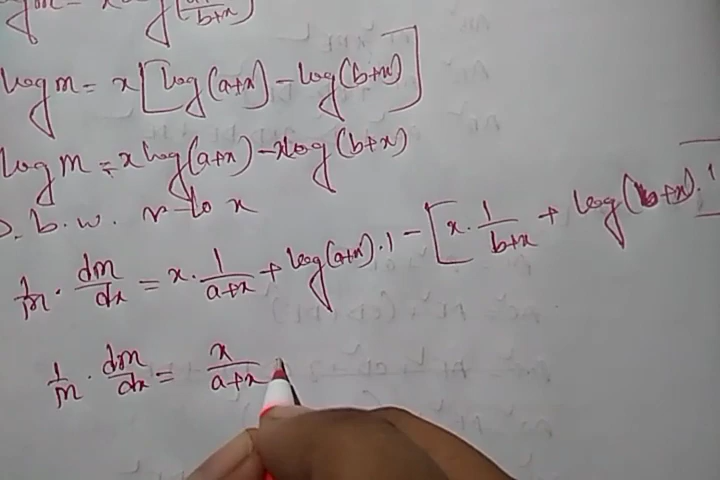 log m = x[log(a+x) - log(b+x)]
log m = x log(a+x) - x log(b+x)
D. b. w. r to x
1/m · dm/dx = x · 1/a+x + log(a+x) · 1 - [x · 1/b+x + log(b+x) · 1
1/m · dm/dx = x/a+x